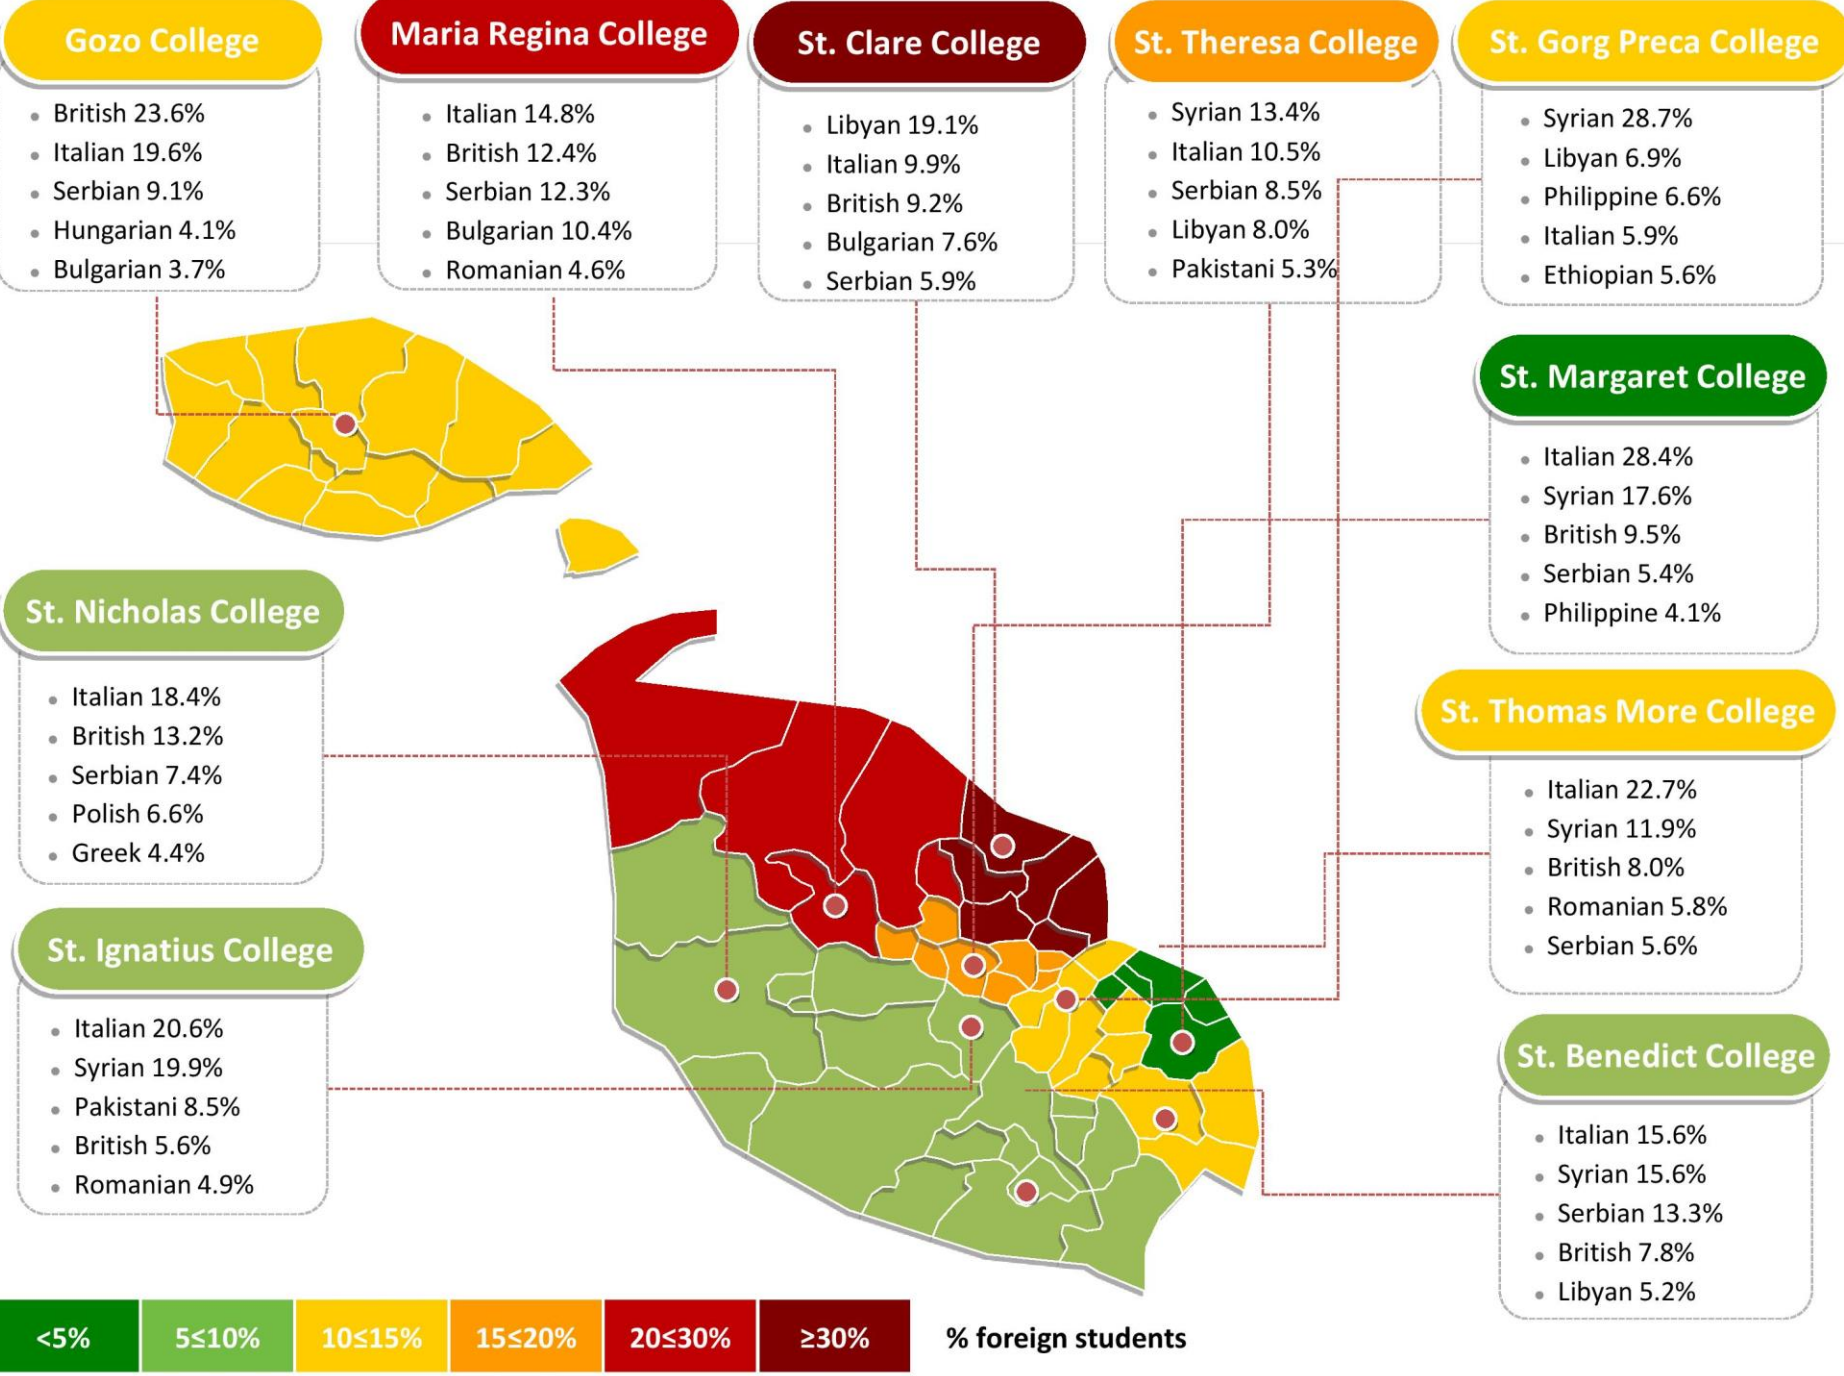 Gozo College
British 23.6%
Italian 19.6%
Serbian 9.1%
Hungarian 4.1%
Bulgarian 3.7%
Maria Regina College
Italian 14.8%
British 12.4%
Serbian 12.3%
Bulgarian 10.4%
Romanian 4.6%
St. Clare College
Libyan 19.1%
Italian 9.9%
British 9.2%
Bulgarian 7.6%
Serbian 5.9%
St. Theresa College
Syrian 13.4%
Italian 10.5%
Serbian 8.5%
Libyan 8.0%
Pakistani 5.3%
St. Gorg Preca College
Syrian 28.7%
Libyan 6.9%
Philippine 6.6%
Italian 5.9%
Ethiopian 5.6%
St. Margaret College
Italian 28.4%
Syrian 17.6%
British 9.5%
Serbian 5.4%
Philippine 4.1%
St. Nicholas College
Italian 18.4%
British 13.2%
Serbian 7.4%
Polish 6.6%
Greek 4.4%
St. Thomas More College
Italian 22.7%
Syrian 11.9%
British 8.0%
Romanian 5.8%
Serbian 5.6%
St. Ignatius College
Italian 20.6%
Syrian 19.9%
Pakistani 8.5%
British 5.6%
Romanian 4.9%
St. Benedict College
Italian 15.6%
Syrian 15.6%
Serbian 13.3%
British 7.8%
Libyan 5.2%
<5% 5≤10% 10≤15% 15≤20% 20≤30% ≥30% % foreign students